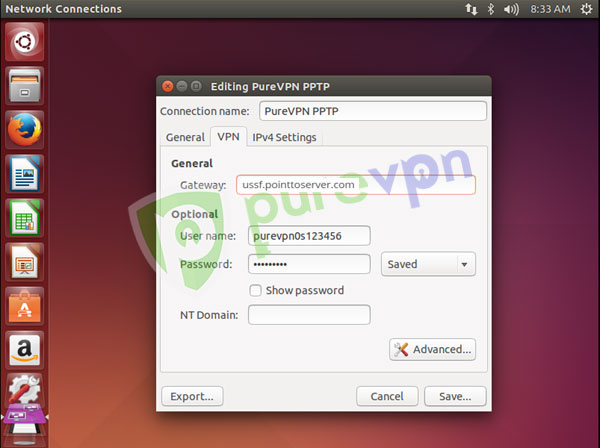 Network Connections
8:33 AM
Editing PureVPN PPTP
Connection name: PureVPN PPTP
General VPN IPv4 Settings
General
Gateway: ussf.pointtoserver.com
Optional
User name: purevpn0s123456
Password: •••••••••
Saved
Show password
NT Domain:
Advanced...
Export... Cancel Save...
purevpn
a